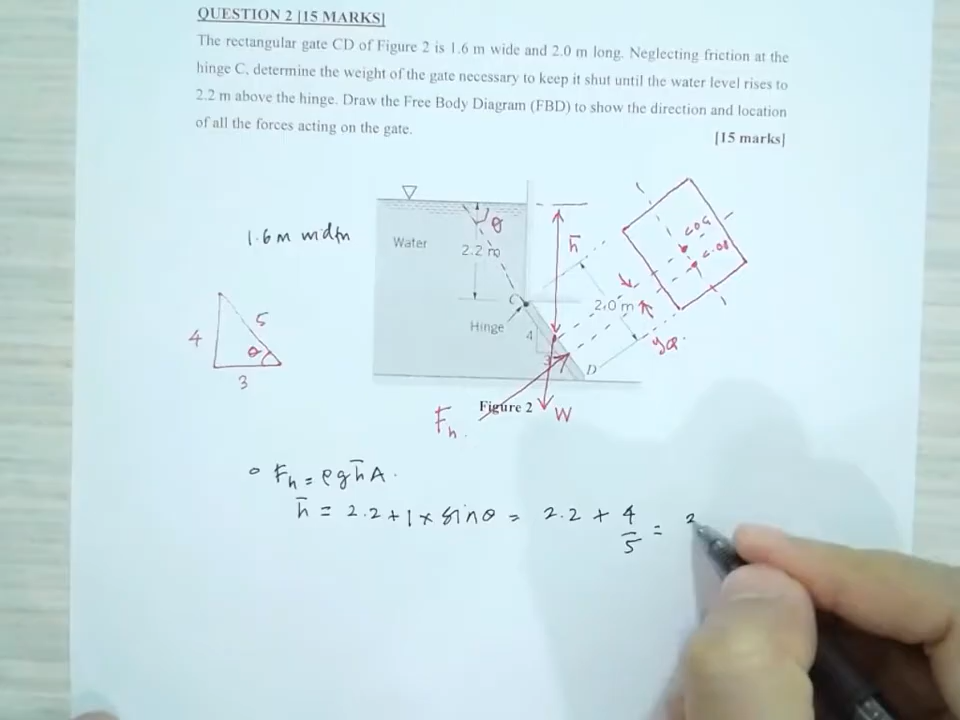 QUESTION 2 [15 MARKS]
The rectangular gate CD of Figure 2 is 1.6 m wide and 2.0 m long. Neglecting friction at the
hinge C, determine the weight of the gate necessary to keep it shut until the water level rises to
2.2 m above the hinge. Draw the Free Body Diagram (FBD) to show the direction and location
of all the forces acting on the gate.
[15 marks]
1.6 m width
Water
θ
2.2 m
h̄
COG
C.OP
C
Hinge
2.0 m
4
5
θ
3
4
yR
D
Fh
Figure 2
W
Fh = ρgh̄A.
h̄ = 2.2 + 1 × sinθ = 2.2 + 4/5 = 3